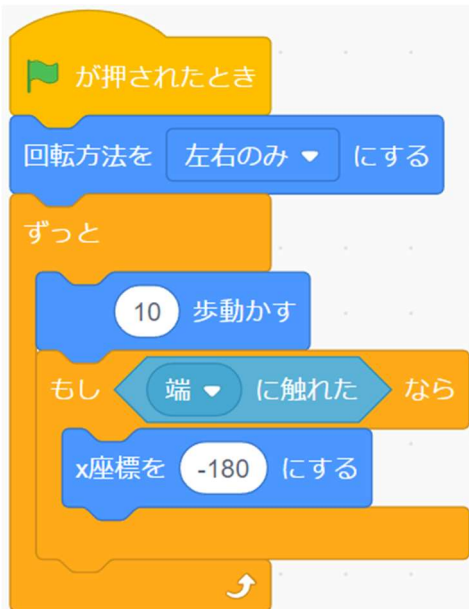 が押されたとき
回転方法を 左右のみ にする
ずっと
10 歩動かす
もし 端 に触れた なら
x座標を -180 にする